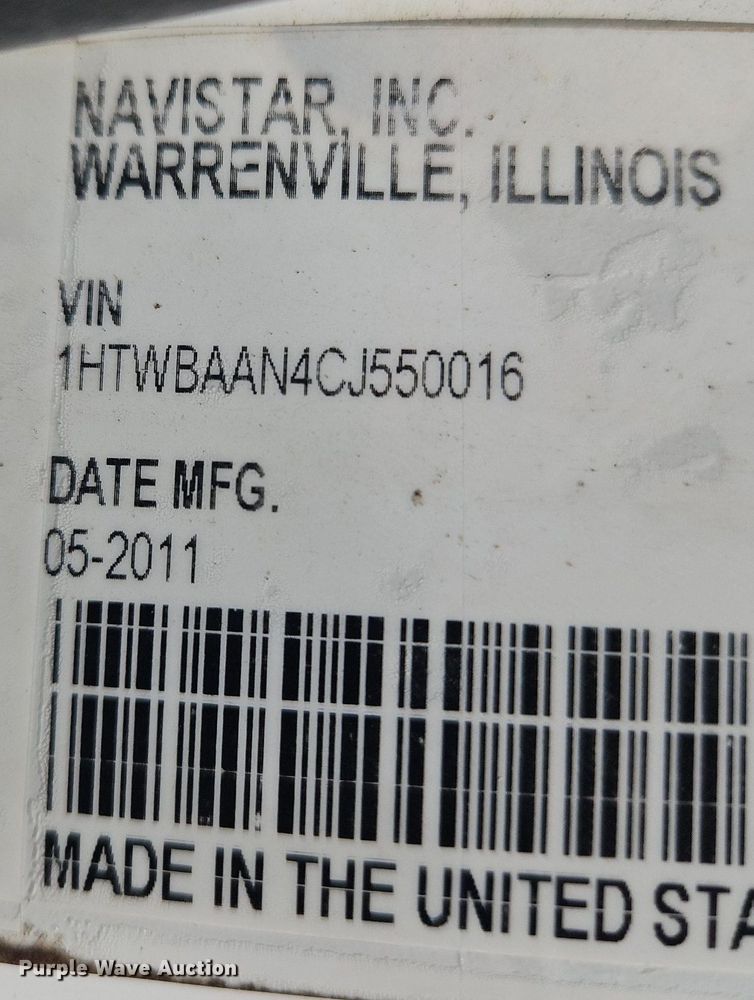 NAVISTAR, INC.
WARRENVILLE, ILLINOIS
VIN
1HTWBAAN4CJ550016
DATE MFG.
05-2011
MADE IN THE UNITED STA
Purple Wave Auction